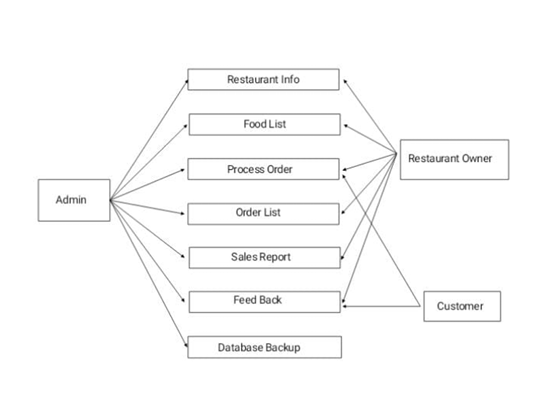 Restaurant Info
Food List
Process Order
Restaurant Owner
Admin
Order List
Sales Report
Feed Back
Customer
Database Backup